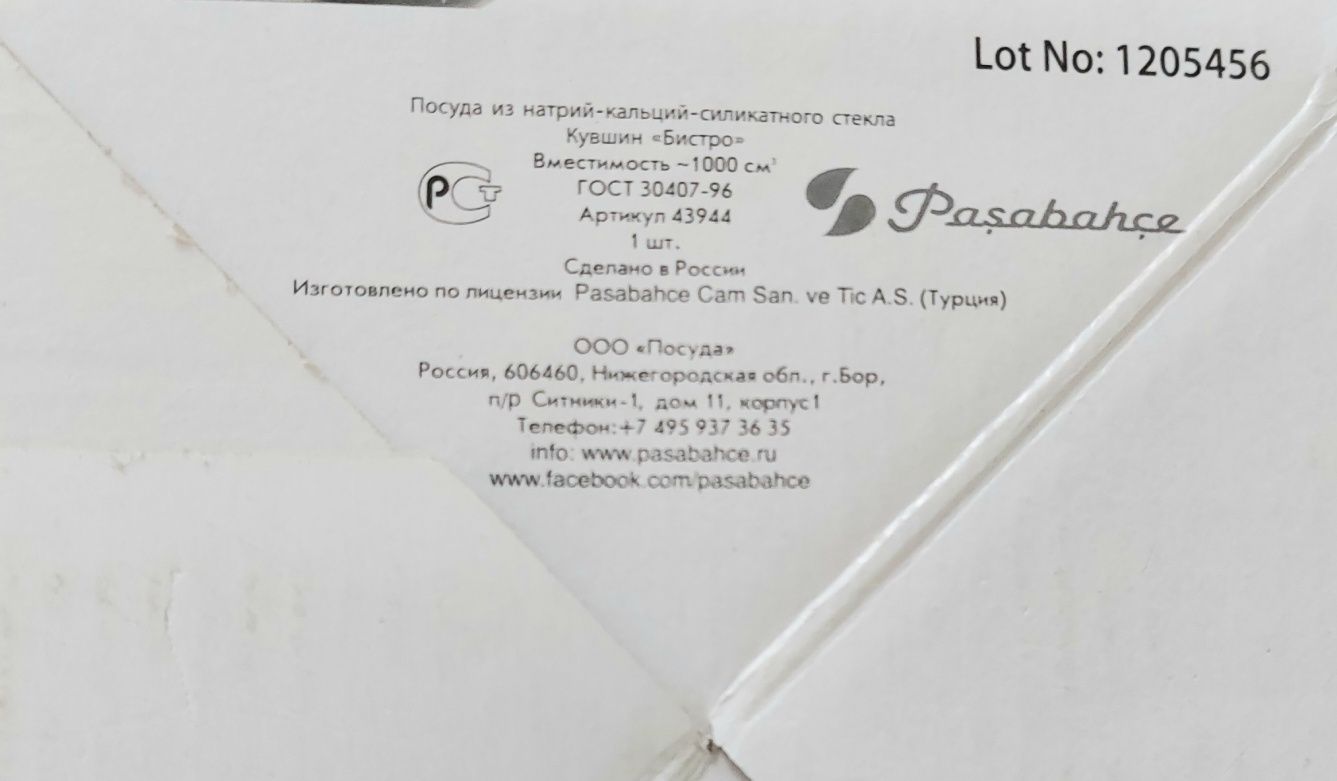 Lot No: 1205456
Посуда из натрий-кальций-силикатного стекла
Кувшин «Бистро»
Вместимость ~1000 см³
РСТ
ГОСТ 30407-96
Paşabahçe
Артикул 43944
1 шт.
Сделано в России
Изготовлено по лицензии Pasabahce Cam San. ve Tic A.S. (Турция)
ООО «Посуда»
Россия, 606460, Нижегородская обл., г.Бор,
п/р Ситники-1, дом 11, корпус1
Телефон:+7 495 937 36 35
info: www.pasabahce.ru
www.facebook.com/pasabahce